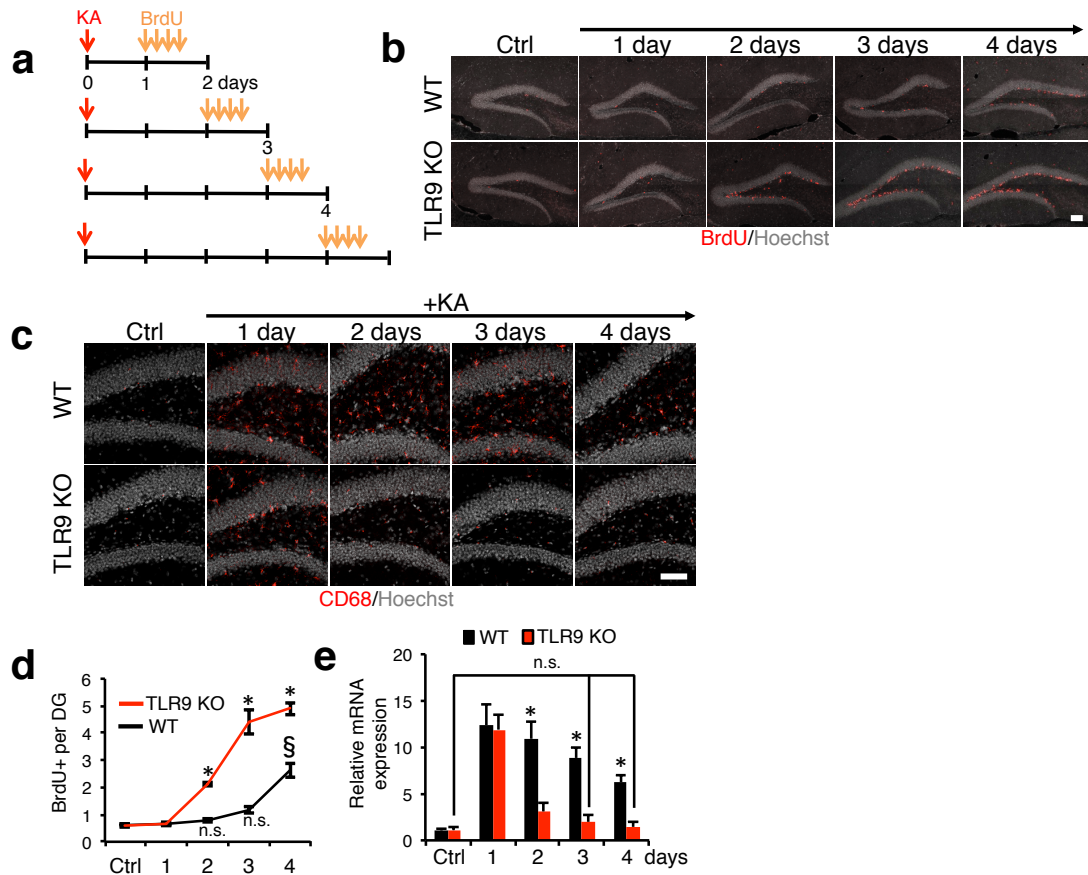 a
KA
BrdU
0
1
2 days
3
4
b
Ctrl
1 day
2 days
3 days
4 days
WT
TLR9 KO
BrdU/Hoechst
c
+KA
Ctrl
1 day
2 days
3 days
4 days
WT
TLR9 KO
CD68/Hoechst
d
BrdU+ per DG
6
5
4
3
2
1
0
TLR9 KO
WT
*
*
*
§
n.s.
n.s.
Ctrl
1
2
3
4
e
WT
TLR9 KO
Relative mRNA
expression
20
15
10
5
0
n.s.
*
*
*
Ctrl
1
2
3
4
days